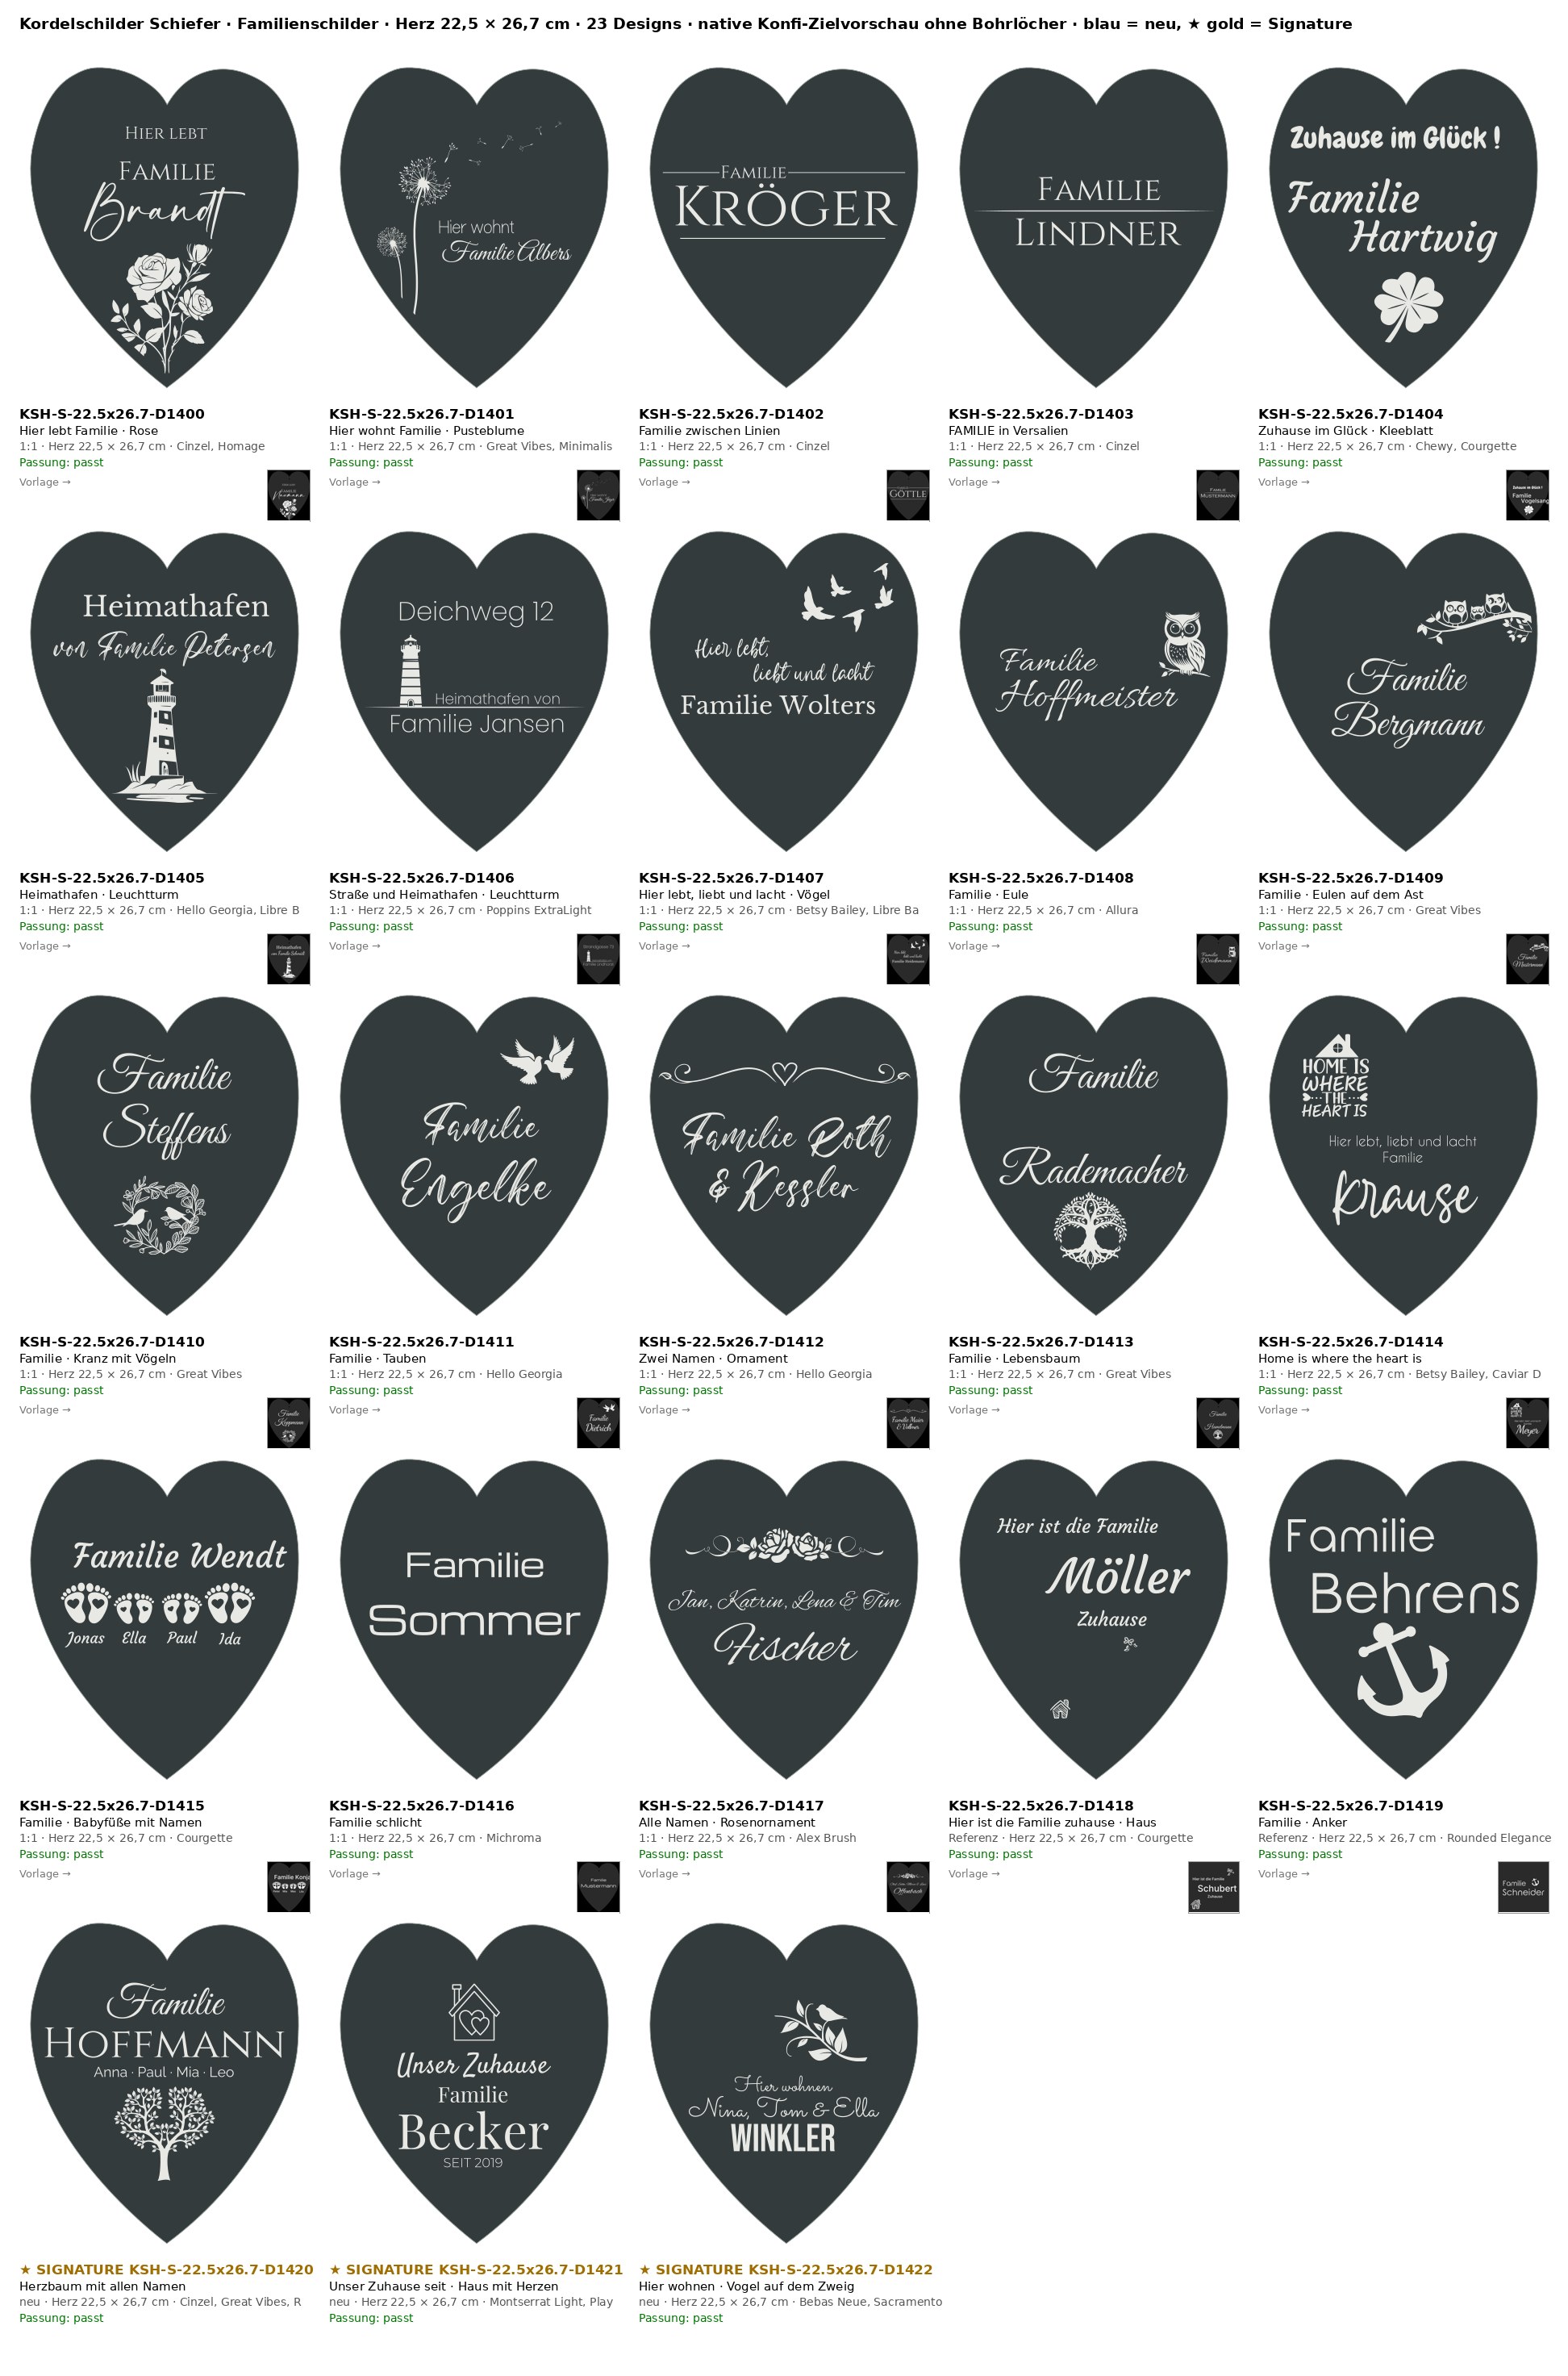 Kordelschilder Schiefer · Familienschilder · Herz 22,5 × 26,7 cm · 23 Designs · native Konfi-Zielvorschau ohne Bohrlöcher · blau = neu, ★ gold = Signature
Hier lebt
Familie
Brandt
KSH-S-22.5x26.7-D1400
Hier lebt Familie · Rose
1:1 · Herz 22,5 × 26,7 cm · Cinzel, Homage
Passung: passt
Vorlage →
Hier wohnt
Familie Albers
KSH-S-22.5x26.7-D1401
Hier wohnt Familie · Pusteblume
1:1 · Herz 22,5 × 26,7 cm · Great Vibes, Minimalis
Passung: passt
Vorlage →
Familie
Kröger
KSH-S-22.5x26.7-D1402
Familie zwischen Linien
1:1 · Herz 22,5 × 26,7 cm · Cinzel
Passung: passt
Vorlage →
GÖTTLE
Familie
Lindner
KSH-S-22.5x26.7-D1403
FAMILIE in Versalien
1:1 · Herz 22,5 × 26,7 cm · Cinzel
Passung: passt
Vorlage →
Familie
Mustermann
Zuhause im Glück !
Familie
Hartwig
KSH-S-22.5x26.7-D1404
Zuhause im Glück · Kleeblatt
1:1 · Herz 22,5 × 26,7 cm · Chewy, Courgette
Passung: passt
Vorlage →
Zuhause im Glück !
Familie
Vogelsang
Heimathafen
von Familie Petersen
KSH-S-22.5x26.7-D1405
Heimathafen · Leuchtturm
1:1 · Herz 22,5 × 26,7 cm · Hello Georgia, Libre B
Passung: passt
Vorlage →
Heimathafen
von Familie Schmidt
Deichweg 12
Heimathafen von
Familie Jansen
KSH-S-22.5x26.7-D1406
Straße und Heimathafen · Leuchtturm
1:1 · Herz 22,5 × 26,7 cm · Poppins ExtraLight
Passung: passt
Vorlage →
Hier lebt,
liebt und lacht
Familie Wolters
KSH-S-22.5x26.7-D1407
Hier lebt, liebt und lacht · Vögel
1:1 · Herz 22,5 × 26,7 cm · Betsy Bailey, Libre Ba
Passung: passt
Vorlage →
Familie
Hoffmeister
KSH-S-22.5x26.7-D1408
Familie · Eule
1:1 · Herz 22,5 × 26,7 cm · Allura
Passung: passt
Vorlage →
Familie
Bergmann
KSH-S-22.5x26.7-D1409
Familie · Eulen auf dem Ast
1:1 · Herz 22,5 × 26,7 cm · Great Vibes
Passung: passt
Vorlage →
Familie
Mustermann
Familie
Steffens
KSH-S-22.5x26.7-D1410
Familie · Kranz mit Vögeln
1:1 · Herz 22,5 × 26,7 cm · Great Vibes
Passung: passt
Vorlage →
Familie
Engelke
KSH-S-22.5x26.7-D1411
Familie · Tauben
1:1 · Herz 22,5 × 26,7 cm · Hello Georgia
Passung: passt
Vorlage →
Familie
Dietrich
Familie Roth
& Kessler
KSH-S-22.5x26.7-D1412
Zwei Namen · Ornament
1:1 · Herz 22,5 × 26,7 cm · Hello Georgia
Passung: passt
Vorlage →
Familie Maier
& Vollmer
Familie
Rademacher
KSH-S-22.5x26.7-D1413
Familie · Lebensbaum
1:1 · Herz 22,5 × 26,7 cm · Great Vibes
Passung: passt
Vorlage →
HOME IS
WHERE
THE
HEART IS
Hier lebt, liebt und lacht
Familie
Krause
KSH-S-22.5x26.7-D1414
Home is where the heart is
1:1 · Herz 22,5 × 26,7 cm · Betsy Bailey, Caviar D
Passung: passt
Vorlage →
Meyer
Familie Wendt
Jonas Ella Paul Ida
KSH-S-22.5x26.7-D1415
Familie · Babyfüße mit Namen
1:1 · Herz 22,5 × 26,7 cm · Courgette
Passung: passt
Vorlage →
Familie
Sommer
KSH-S-22.5x26.7-D1416
Familie schlicht
1:1 · Herz 22,5 × 26,7 cm · Michroma
Passung: passt
Vorlage →
Familie
Mustermann
Jan, Katrin, Lena & Tim
Fischer
KSH-S-22.5x26.7-D1417
Alle Namen · Rosenornament
1:1 · Herz 22,5 × 26,7 cm · Alex Brush
Passung: passt
Vorlage →
Offenbach
Hier ist die Familie
Möller
Zuhause
KSH-S-22.5x26.7-D1418
Hier ist die Familie zuhause · Haus
Referenz · Herz 22,5 × 26,7 cm · Courgette
Passung: passt
Vorlage →
Hier ist die Familie
Schubert
Zuhause
Familie
Behrens
KSH-S-22.5x26.7-D1419
Familie · Anker
Referenz · Herz 22,5 × 26,7 cm · Rounded Elegance
Passung: passt
Vorlage →
Familie
Schneider
Familie
Hoffmann
Anna · Paul · Mia · Leo
★ SIGNATURE KSH-S-22.5x26.7-D1420
Herzbaum mit allen Namen
neu · Herz 22,5 × 26,7 cm · Cinzel, Great Vibes, R
Passung: passt
Unser Zuhause
Familie
Becker
SEIT 2019
★ SIGNATURE KSH-S-22.5x26.7-D1421
Unser Zuhause seit · Haus mit Herzen
neu · Herz 22,5 × 26,7 cm · Montserrat Light, Play
Passung: passt
Hier wohnen
Nina, Tom & Ella
WINKLER
★ SIGNATURE KSH-S-22.5x26.7-D1422
Hier wohnen · Vogel auf dem Zweig
neu · Herz 22,5 × 26,7 cm · Bebas Neue, Sacramento
Passung: passt